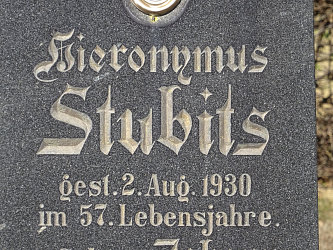 Hieronymus
Stubits
gest. 2. Aug. 1930
im 57. Lebensjahre.